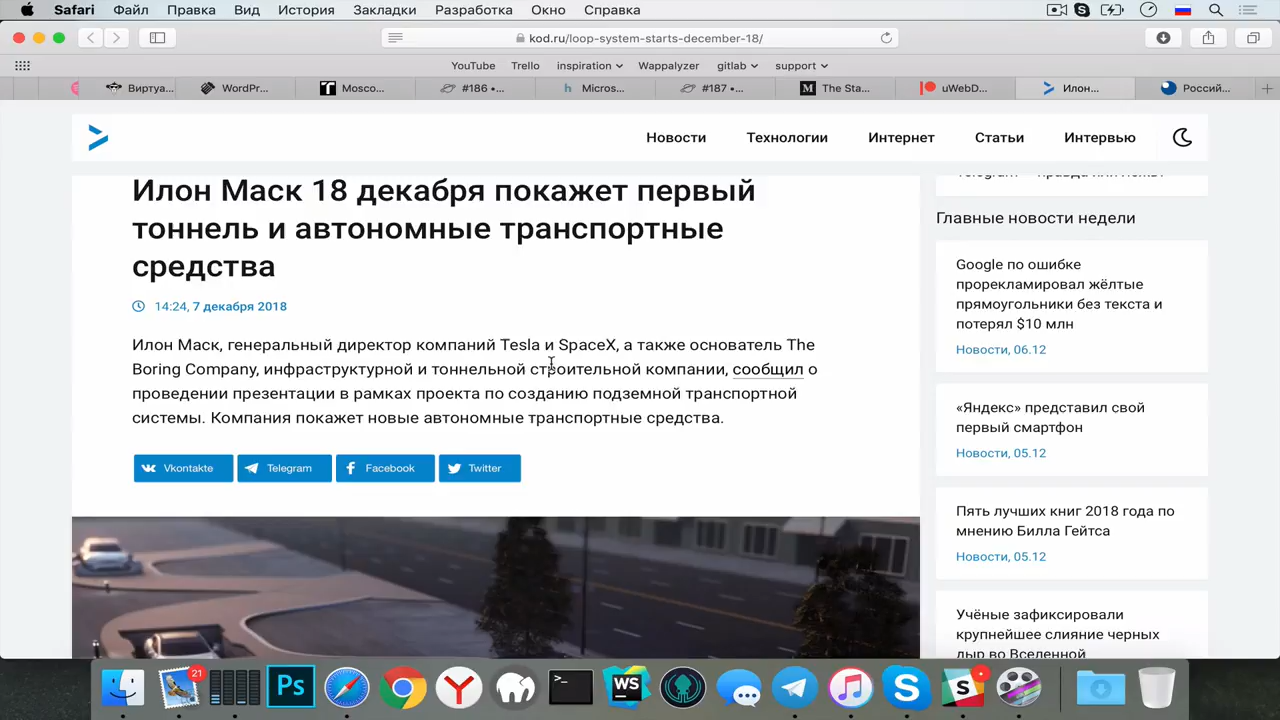 Safari Файл Правка Вид История Закладки Разработка Окно Справка
kod.ru/loop-system-starts-december-18/
YouTube Trello inspiration Wappalyzer gitlab support
Виртуа... WordPr... Mosco... #186 •... Micros... #187 •... The Sta... uWebD... Илон... Россий...
Новости Технологии Интернет Статьи Интервью
Илон Маск 18 декабря покажет первый
тоннель и автономные транспортные
средства
14:24, 7 декабря 2018
Илон Маск, генеральный директор компаний Tesla и SpaceX, а также основатель The
Boring Company, инфраструктурной и тоннельной строительной компании, сообщил о
проведении презентации в рамках проекта по созданию подземной транспортной
системы. Компания покажет новые автономные транспортные средства.
Vkontakte Telegram Facebook Twitter
Главные новости недели
Google по ошибке
прорекламировал жёлтые
прямоугольники без текста и
потерял $10 млн
Новости, 06.12
«Яндекс» представил свой
первый смартфон
Новости, 05.12
Пять лучших книг 2018 года по
мнению Билла Гейтса
Новости, 05.12
Учёные зафиксировали
крупнейшее слияние черных
дыр во Вселенной
21
Ps
WS